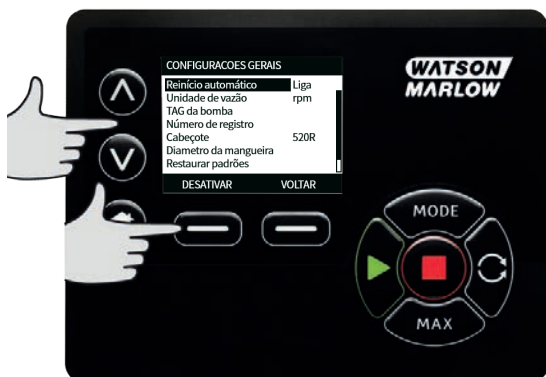 CONFIGURACOES GERAIS
WATSON
MARLOW
Reinício automático Liga
Unidade de vazão rpm
TAG da bomba
Número de registro
Cabeçote 520R
Diametro da mangueira
Restaurar padrões
DESATIVAR VOLTAR
MODE
MAX